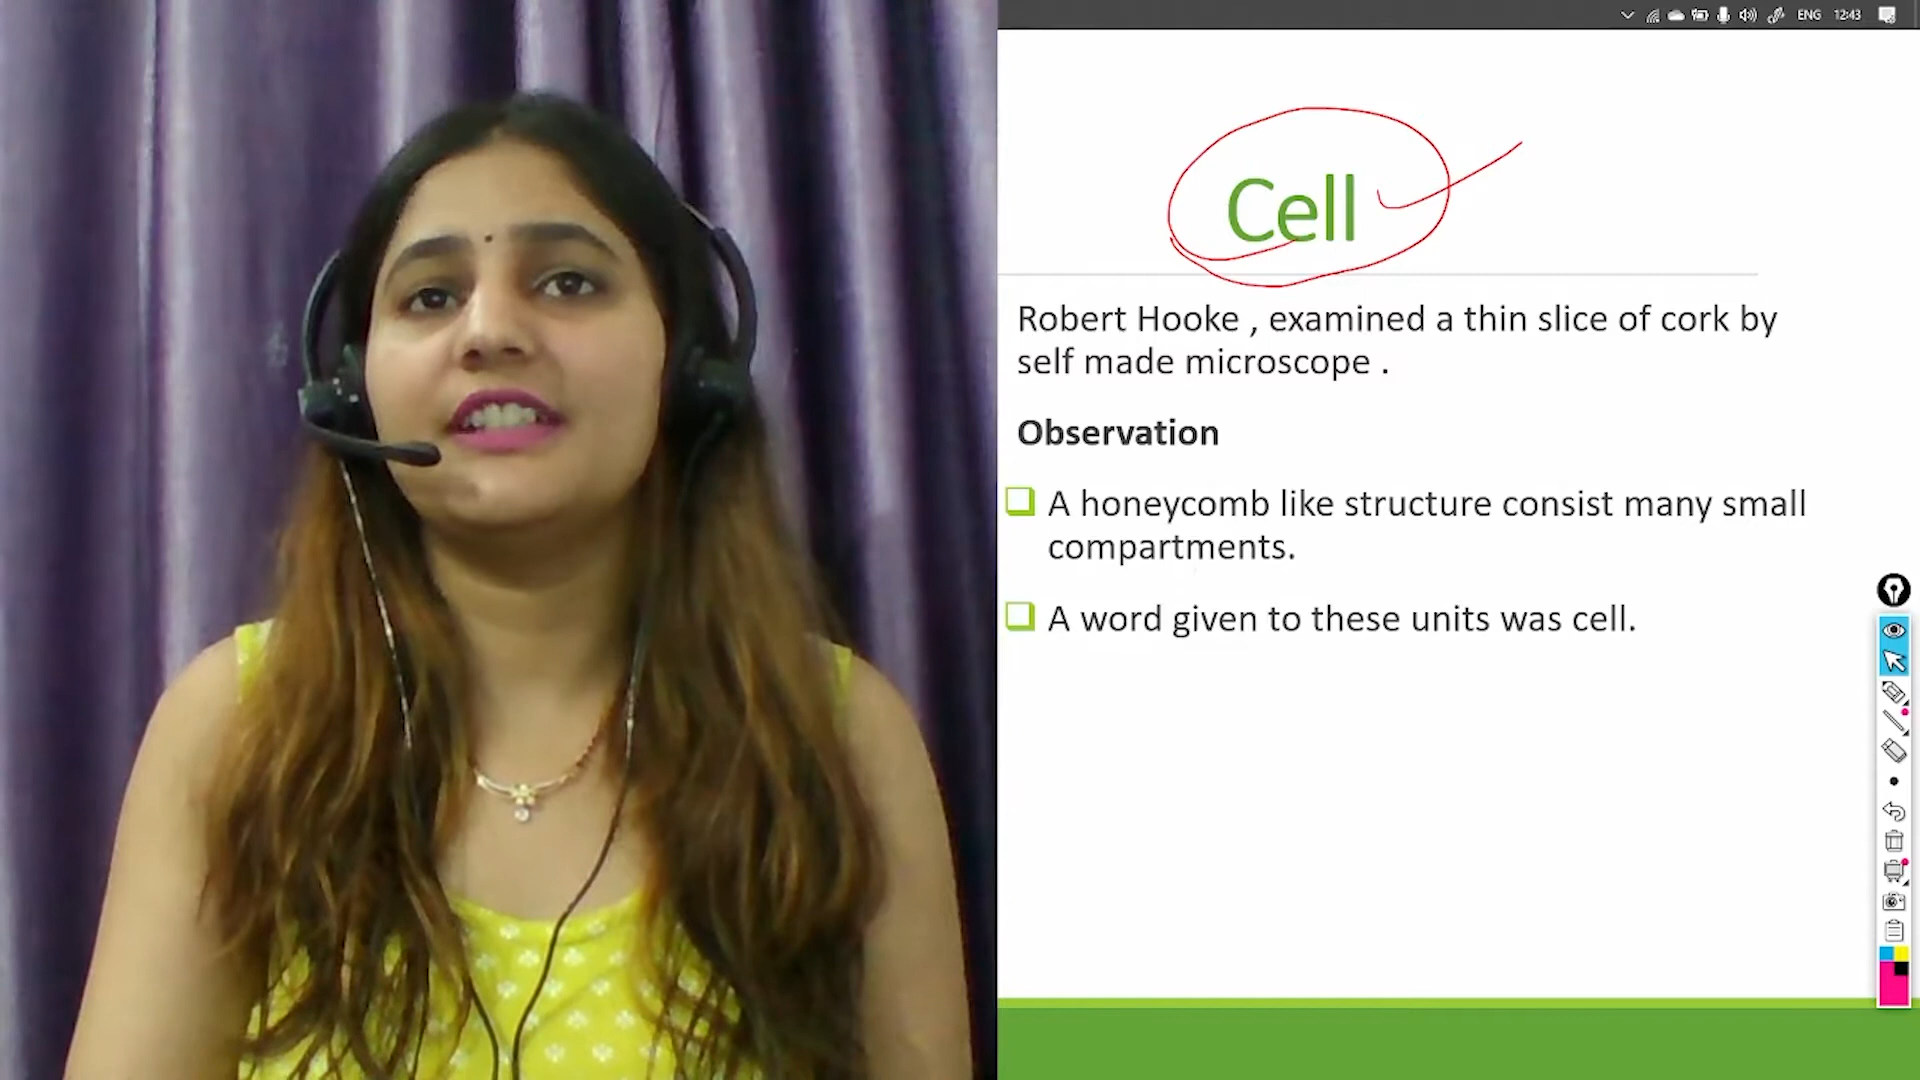 ENG 12:43
Cell
Robert Hooke , examined a thin slice of cork by
self made microscope .
Observation
A honeycomb like structure consist many small
compartments.
A word given to these units was cell.